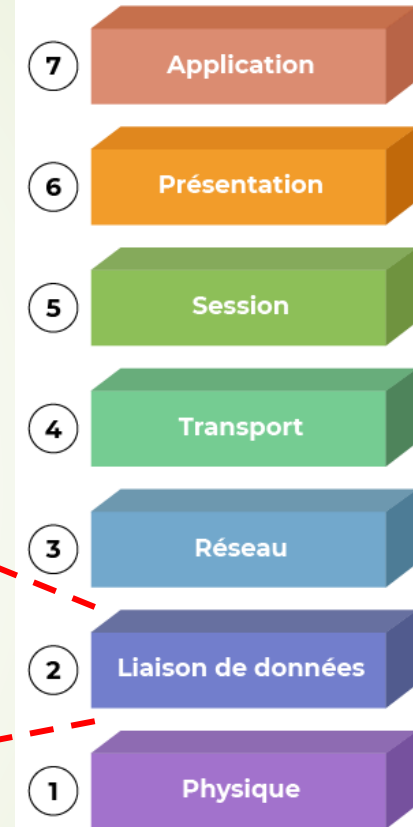 7 Application
6 Présentation
5 Session
4 Transport
3 Réseau
2 Liaison de données
1 Physique